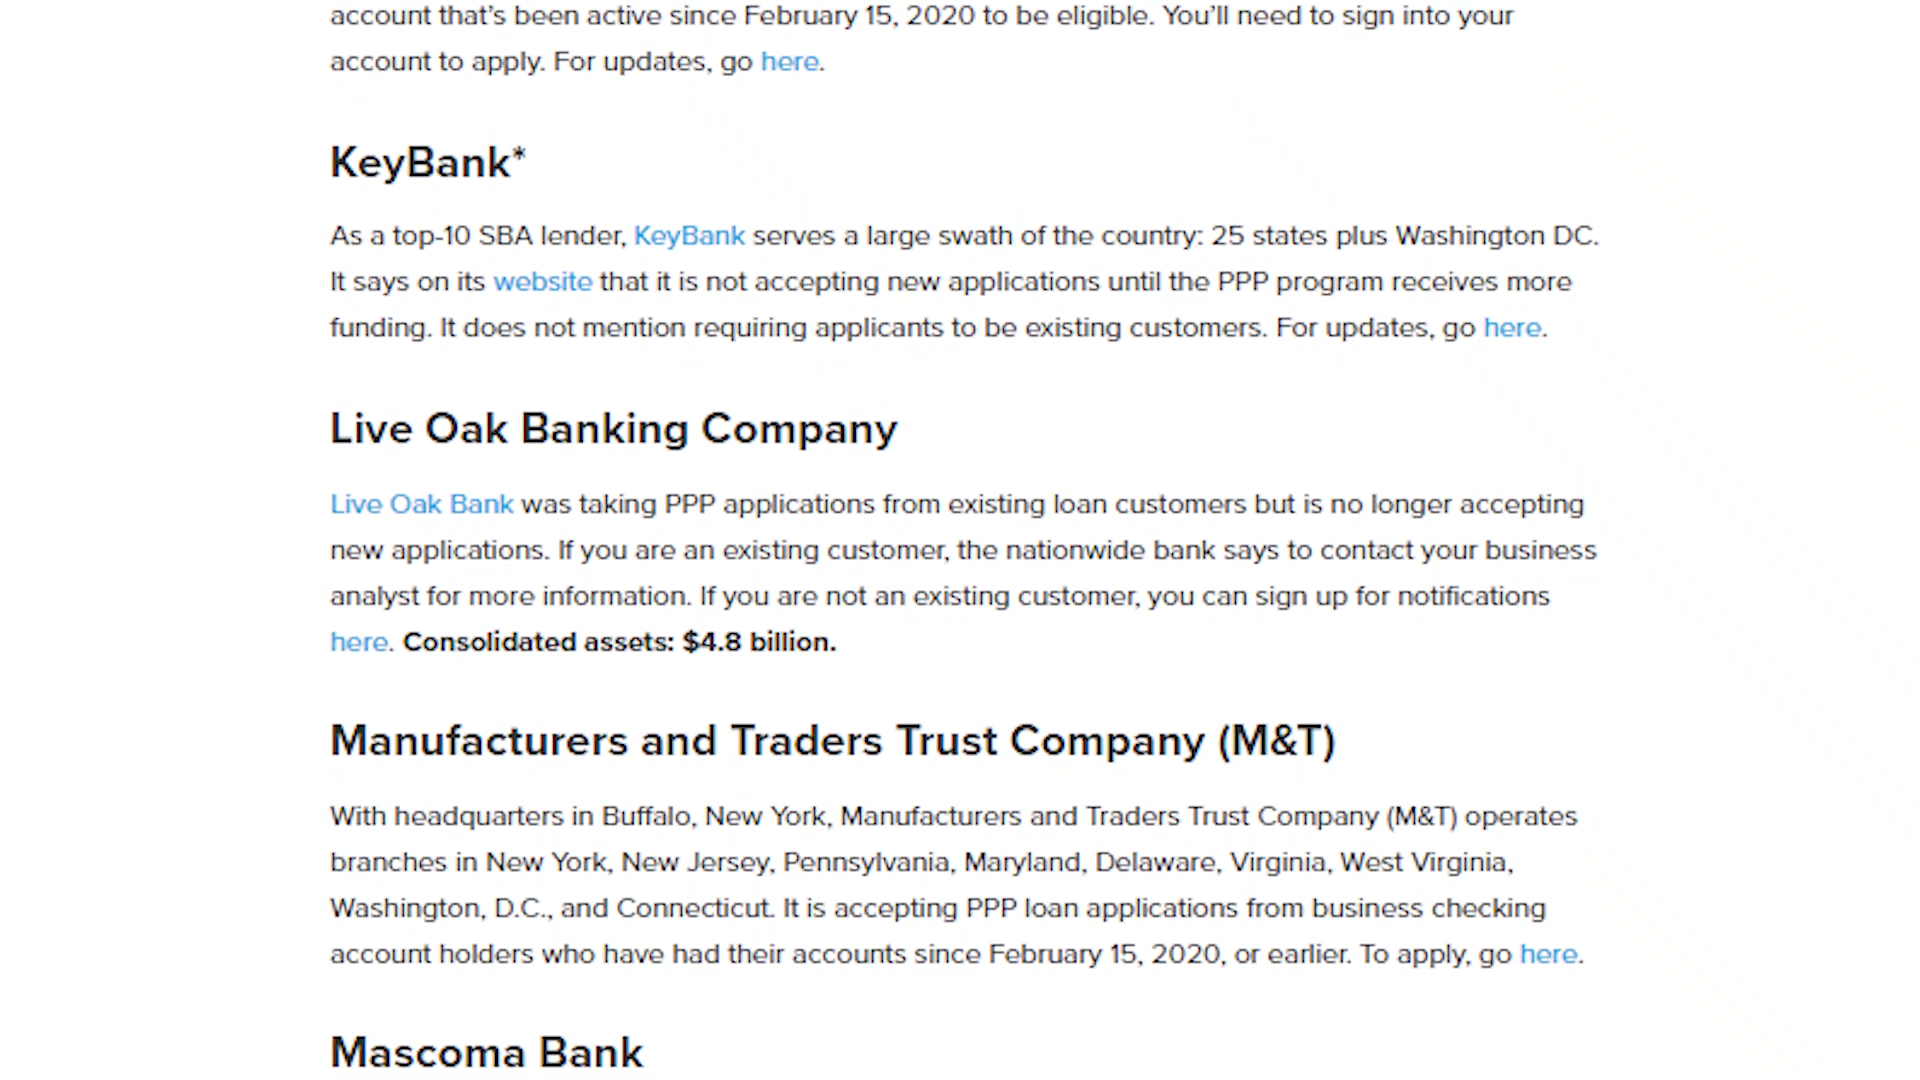 account that’s been active since February 15, 2020 to be eligible. You’ll need to sign into your
account to apply. For updates, go here.
KeyBank*
As a top-10 SBA lender, KeyBank serves a large swath of the country: 25 states plus Washington DC.
It says on its website that it is not accepting new applications until the PPP program receives more
funding. It does not mention requiring applicants to be existing customers. For updates, go here.
Live Oak Banking Company
Live Oak Bank was taking PPP applications from existing loan customers but is no longer accepting
new applications. If you are an existing customer, the nationwide bank says to contact your business
analyst for more information. If you are not an existing customer, you can sign up for notifications
here. Consolidated assets: $4.8 billion.
Manufacturers and Traders Trust Company (M&T)
With headquarters in Buffalo, New York, Manufacturers and Traders Trust Company (M&T) operates
branches in New York, New Jersey, Pennsylvania, Maryland, Delaware, Virginia, West Virginia,
Washington, D.C., and Connecticut. It is accepting PPP loan applications from business checking
account holders who have had their accounts since February 15, 2020, or earlier. To apply, go here.
Mascoma Bank